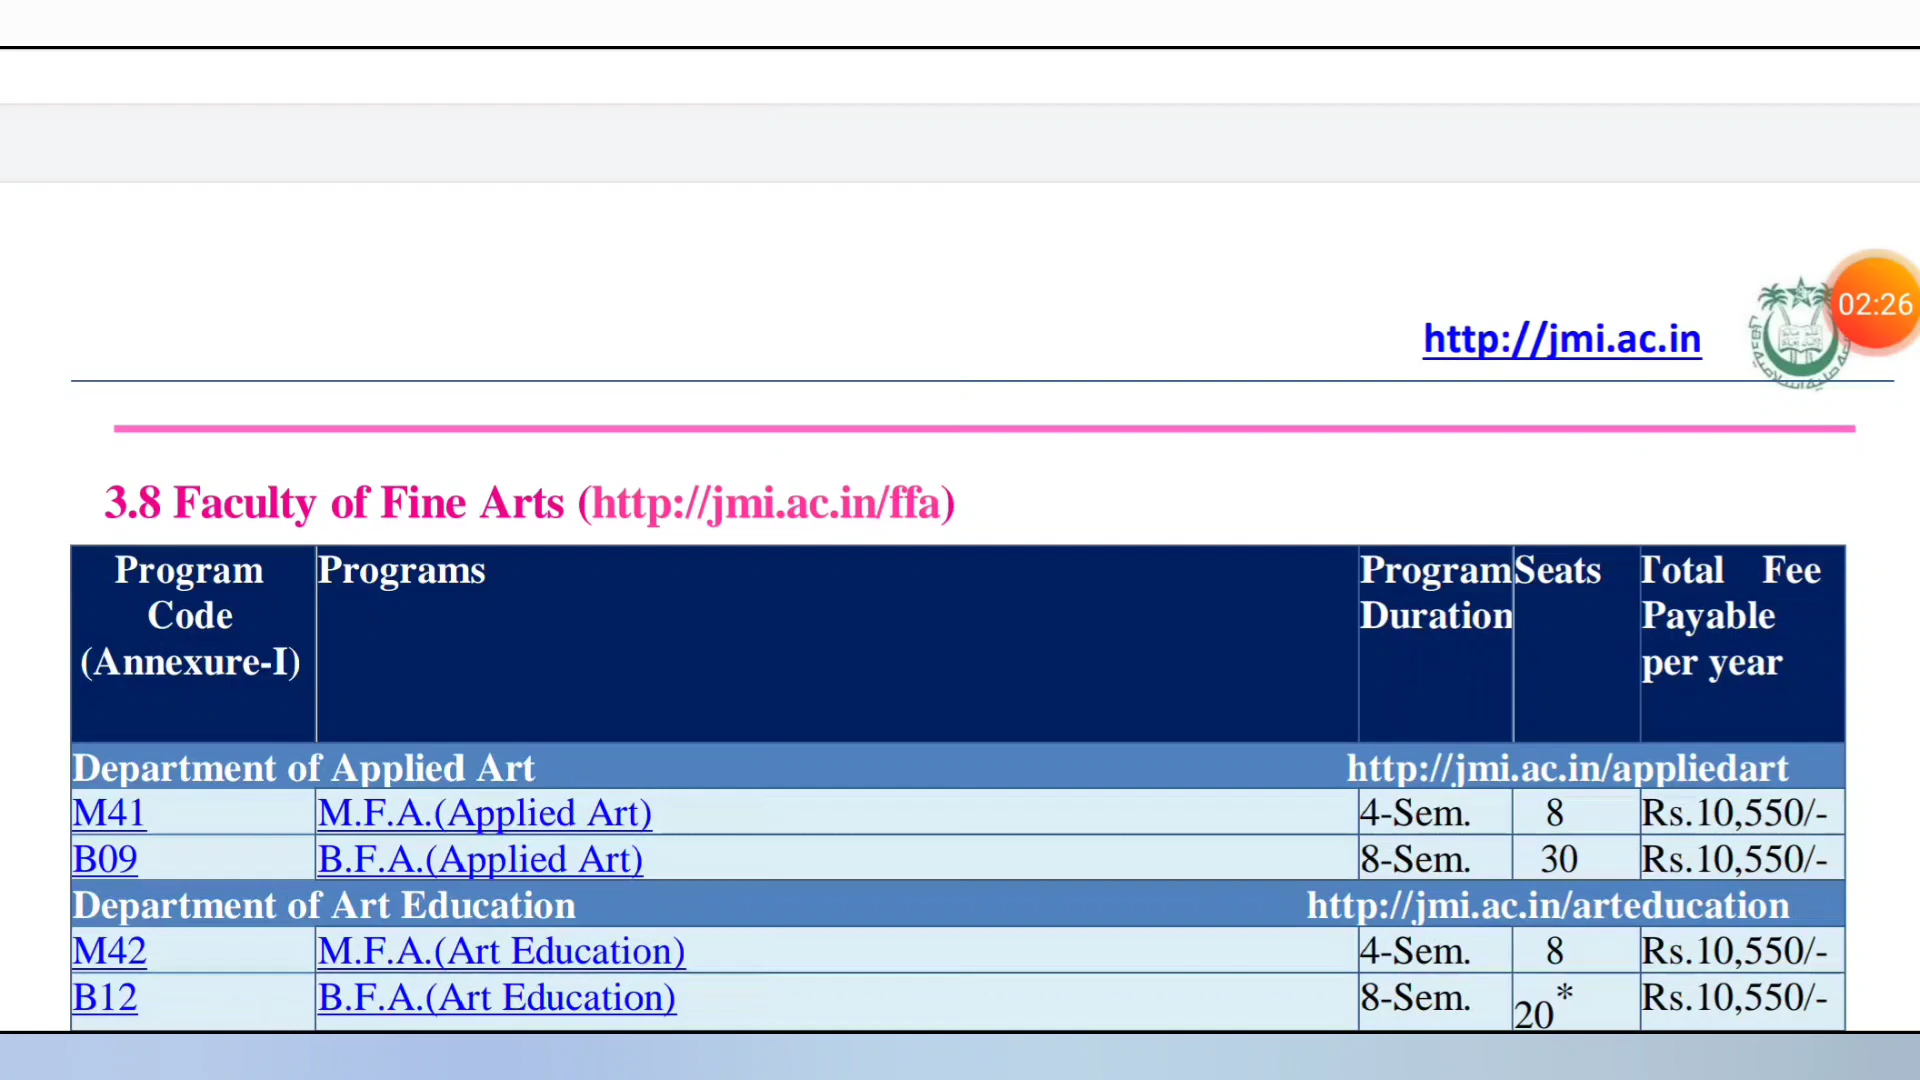 http://jmi.ac.in
02:26
3.8 Faculty of Fine Arts (http://jmi.ac.in/ffa)
Program Code (Annexure-I) Programs Program Duration Seats Total Fee Payable per year
Department of Applied Art http://jmi.ac.in/appliedart
M41 M.F.A.(Applied Art) 4-Sem. 8 Rs.10,550/-
B09 B.F.A.(Applied Art) 8-Sem. 30 Rs.10,550/-
Department of Art Education http://jmi.ac.in/arteducation
M42 M.F.A.(Art Education) 4-Sem. 8 Rs.10,550/-
B12 B.F.A.(Art Education) 8-Sem. 20* Rs.10,550/-